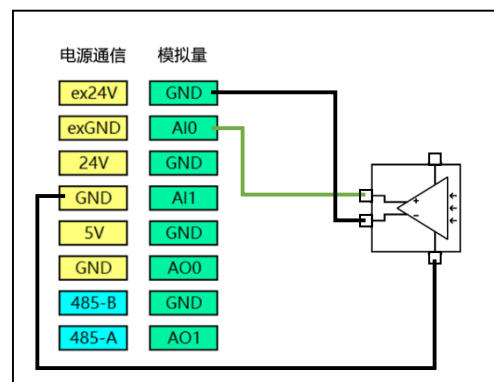 电源通信 模拟量
ex24V GND
exGND AI0
24V GND
GND AI1
5V GND
GND AO0
485-B GND
485-A AO1
+
−